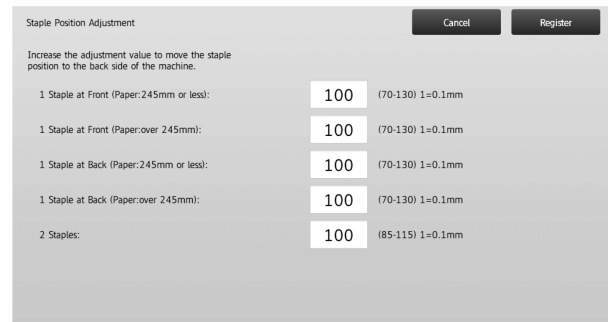 Staple Position Adjustment
Cancel
Register
Increase the adjustment value to move the staple
position to the back side of the machine.
1 Staple at Front (Paper:245mm or less): 100 (70-130) 1=0.1mm
1 Staple at Front (Paper:over 245mm): 100 (70-130) 1=0.1mm
1 Staple at Back (Paper:245mm or less): 100 (70-130) 1=0.1mm
1 Staple at Back (Paper:over 245mm): 100 (70-130) 1=0.1mm
2 Staples: 100 (85-115) 1=0.1mm